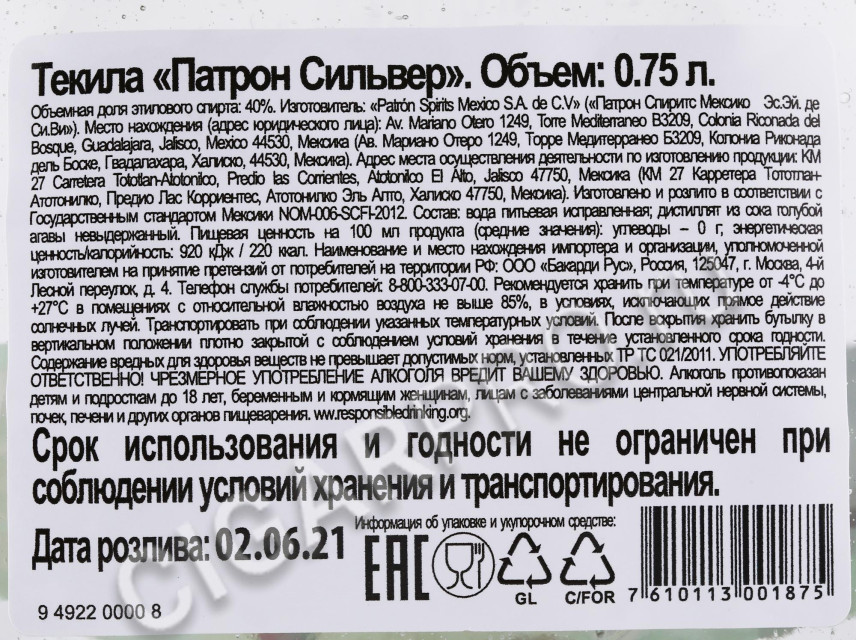 Текила «Патрон Сильвер». Объем: 0.75 л.
Объемная доля этилового спирта: 40%. Изготовитель: «Patrón Spirits Mexico S.A. de C.V» («Патрон Спиритс Мексико Эс.Эй. де
Си.Ви»). Место нахождения (адрес юридического лица): Av. Mariano Otero 1249, Torre Mediterraneo B3209, Colonia Riconada del
Bosque, Guadalajara, Jalisco, Mexico 44530, Мексика (Ав. Мариано Отеро 1249, Торре Медитерранео Б3209, Колониа Риконада
дель Боске, Гвадалахара, Халиско, 44530, Мексика). Адрес места осуществления деятельности по изготовлению продукции: КМ
27 Carretera Tototlan-Atotonilco, Predio las Corrientes, Atotonilco El Alto, Jalisco 47750, Мексика (КМ 27 Карретера Тототлан-
Атотонилко, Предио Лас Корриентес, Атотонилко Эль Алто, Халиско 47750, Мексика). Изготовлено и розлито в соответствии с
Государственным стандартом Мексики NOM-006-SCFI-2012. Состав: вода питьевая исправленная; дистиллят из сока голубой
агавы невыдержанный. Пищевая ценность на 100 мл продукта (средние значения): углеводы – 0 г; энергетическая
ценность/калорийность: 920 кДж / 220 ккал. Наименование и место нахождения импортера и организации, уполномоченной
изготовителем на принятие претензий от потребителей на территории РФ: ООО «Бакарди Рус», Россия, 125047, г. Москва, 4-й
Лесной переулок, д. 4. Телефон службы потребителей: 8-800-333-07-00. Рекомендуется хранить при температуре от -4°С до
+27°С в помещениях с относительной влажностью воздуха не выше 85%, в условиях, исключающих прямое действие
солнечных лучей. Транспортировать при соблюдении указанных температурных условий. После вскрытия хранить бутылку в
вертикальном положении плотно закрытой с соблюдением условий хранения в течение установленного срока годности.
Содержание вредных для здоровья веществ не превышает допустимых норм, установленных ТР ТС 021/2011. УПОТРЕБЛЯЙТЕ
ОТВЕТСТВЕННО! ЧРЕЗМЕРНОЕ УПОТРЕБЛЕНИЕ АЛКОГОЛЯ ВРЕДИТ ВАШЕМУ ЗДОРОВЬЮ. Алкоголь противопоказан
детям и подросткам до 18 лет, беременным и кормящим женщинам, лицам с заболеваниями центральной нервной системы,
почек, печени и других органов пищеварения. ww.responsibledrinking.org.
Срок использования и годности не ограничен при
соблюдении условий хранения и транспортирования.
Дата розлива: 02.06.21
Информация об упаковке и укупорочном средстве:
EAC
GL
C/FOR
7 610113 001875
9 4922 0000 8
CIGARPRO.RU